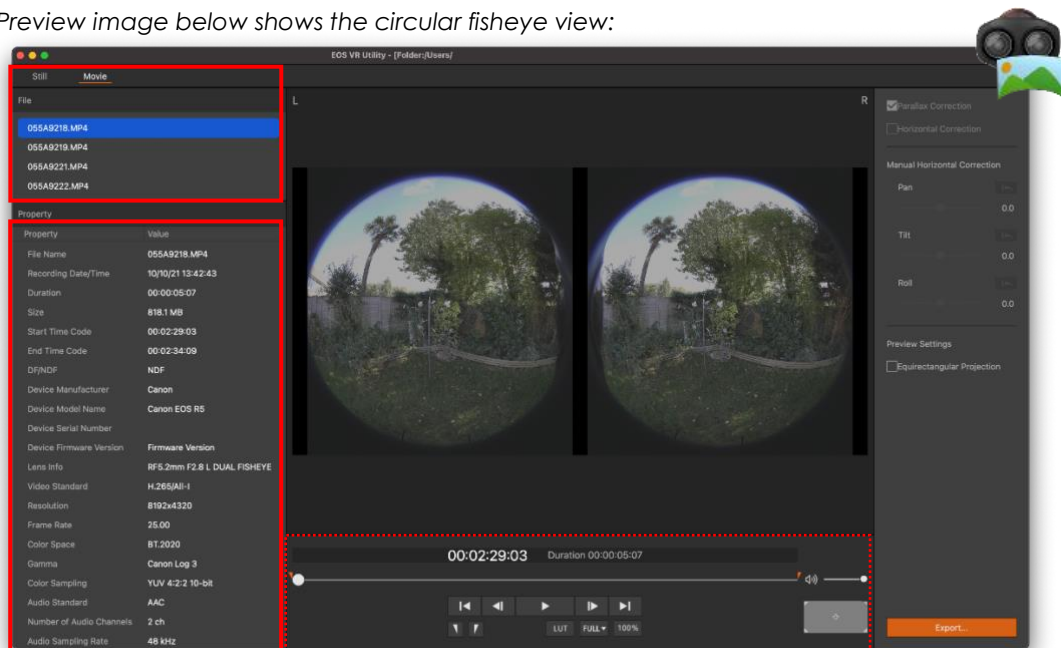 Preview image below shows the circular fisheye view:
EOS VR Utility - [Folder:/Users/
Still Movie
File
055A9218.MP4
055A9219.MP4
055A9221.MP4
055A9222.MP4
Property
Property Value
File Name 055A9218.MP4
Recording Date/Time 10/10/21 13:42:43
Duration 00:00:05:07
Size 818.1 MB
Start Time Code 00:02:29:03
End Time Code 00:02:34:09
DF/NDF NDF
Device Manufacturer Canon
Device Model Name Canon EOS R5
Device Serial Number
Device Firmware Version Firmware Version
Lens Info RF5.2mm F2.8 L DUAL FISHEYE
Video Standard H.265/All-I
Resolution 8192x4320
Frame Rate 25.00
Color Space BT.2020
Gamma Canon Log 3
Color Sampling YUV 4:2:2 10-bit
Audio Standard AAC
Number of Audio Channels 2 ch
Audio Sampling Rate 48 kHz
L R
00:02:29:03 Duration 00:00:05:07
LUT FULL 100%
Parallax Correction
Horizontal Correction
Manual Horizontal Correction
Pan
0.0
Tilt
0.0
Roll
0.0
Preview Settings
Equirectangular Projection
Export...